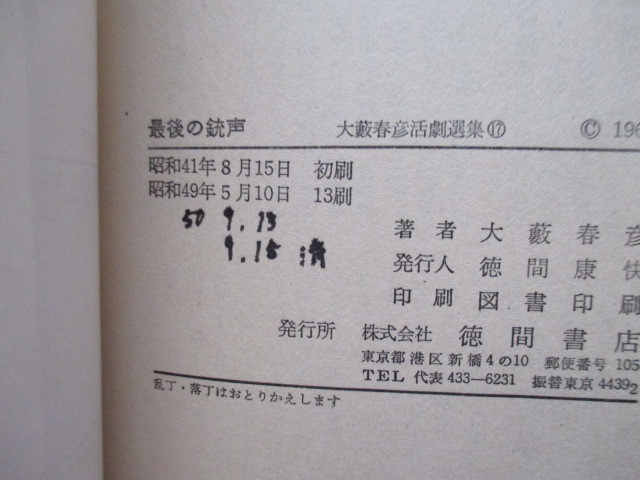 最後の銃声 大藪春彦活劇選集⑰ © 196
昭和41年8月15日 初刷
昭和49年5月10日 13刷
50 9.13
9.15 済
著者 大藪春彦
発行人 徳間康快
印刷 図書印刷
発行所 株式会社 徳間書店
東京都港区新橋4の10 郵便番号 105
TEL 代表 433—6231 振替東京 44392
乱丁・落丁はおとりかえします